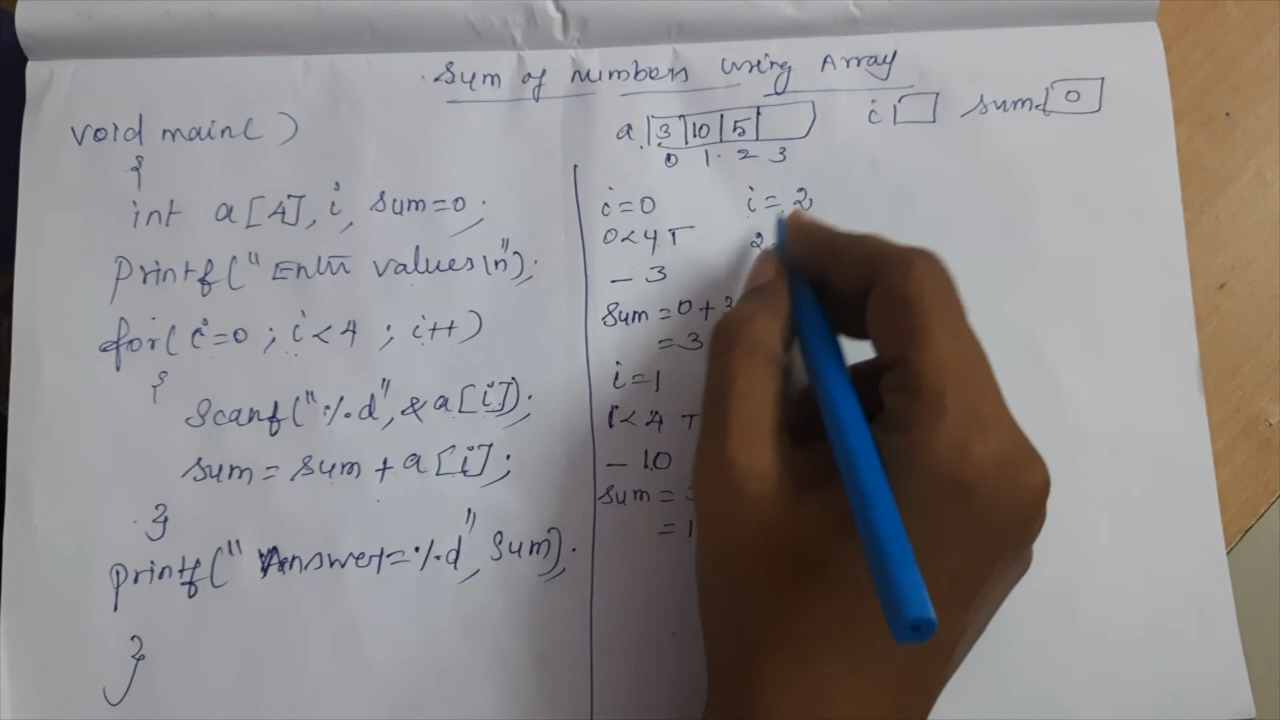 Sum of numbers using Array
void main( )
{
int a[4], i, sum=0;
printf(" Enter values \n");
for( i=0 ; i<4 ; i++)
{
scanf("%d", &a[i]);
sum = sum + a[i];
}
printf(" Answer=%d", sum);
}
a 3 10 5
0 1 2 3
i sum 0
i=0
0<4 T
- 3
sum = 0+3
= 3
i=1
1<4 T
- 10
sum =
= 1
i=2
2